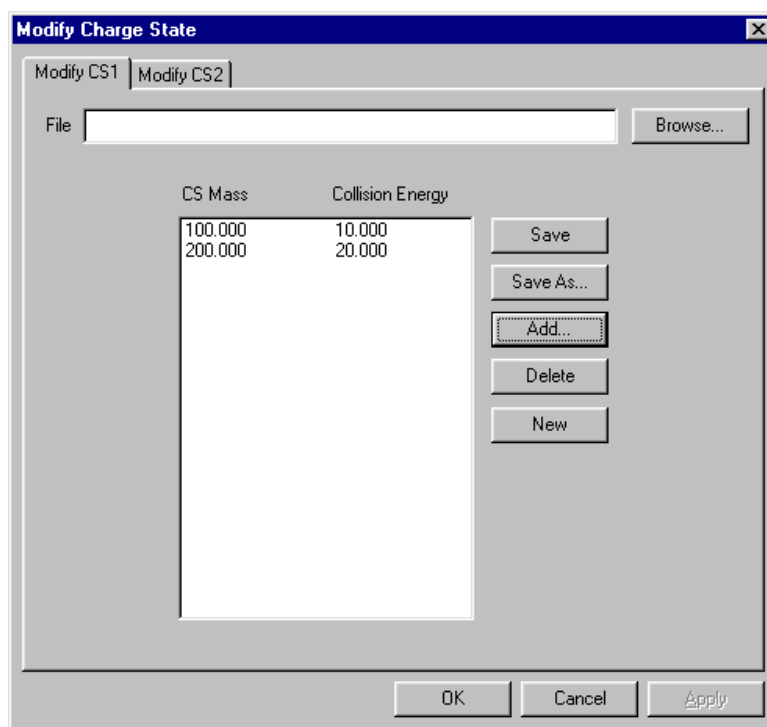 Modify Charge State
Modify CS1 Modify CS2
File Browse...
CS Mass Collision Energy
100.000 10.000
200.000 20.000
Save
Save As...
Add...
Delete
New
OK Cancel Apply